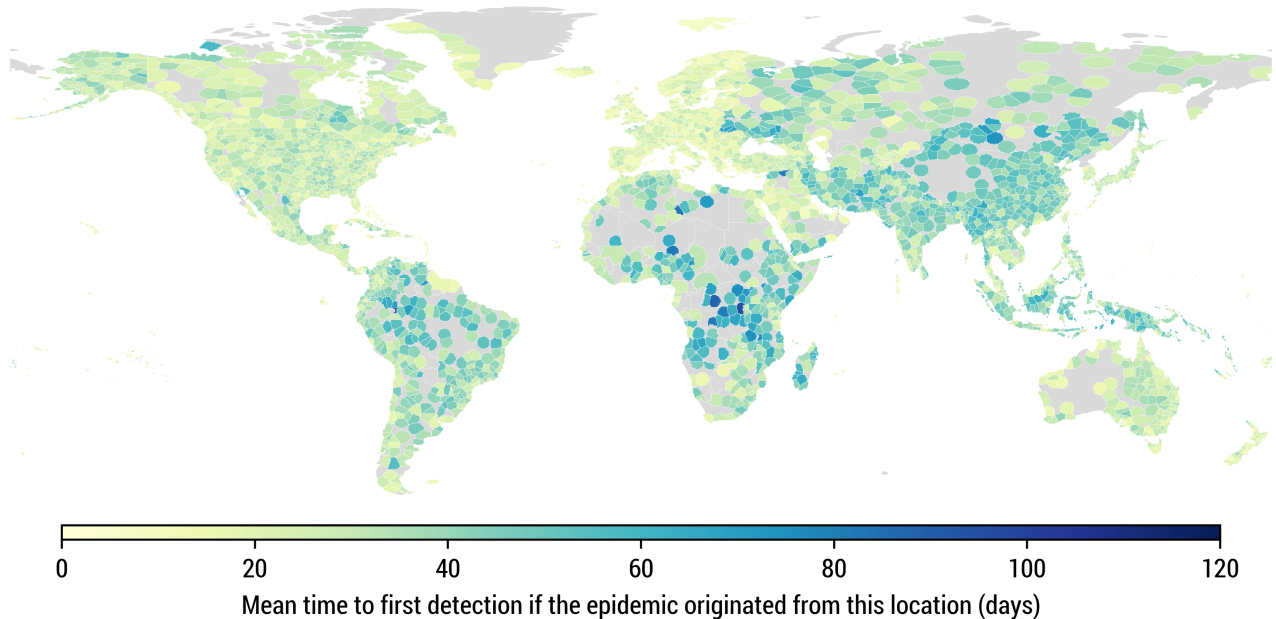 0 20 40 60 80 100 120
Mean time to first detection if the epidemic originated from this location (days)